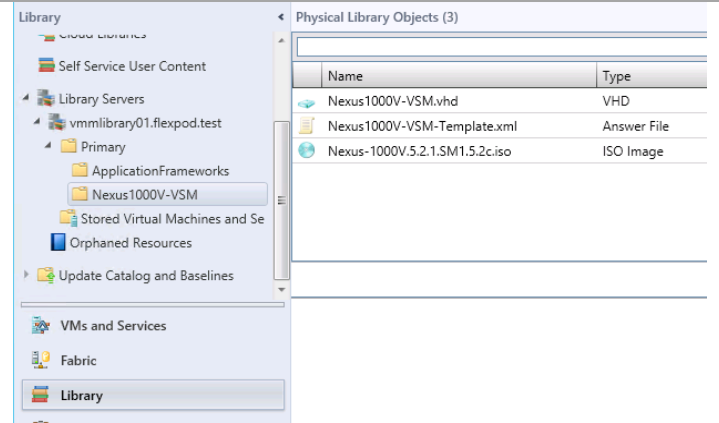 Library
Cloud Libraries
Self Service User Content
Library Servers
vmmlibrary01.flexpod.test
Primary
ApplicationFrameworks
Nexus1000V-VSM
Stored Virtual Machines and Se
Orphaned Resources
Update Catalog and Baselines
VMs and Services
Fabric
Library
Physical Library Objects (3)
Name Type
Nexus1000V-VSM.vhd VHD
Nexus1000V-VSM-Template.xml Answer File
Nexus-1000V.5.2.1.SM1.5.2c.iso ISO Image